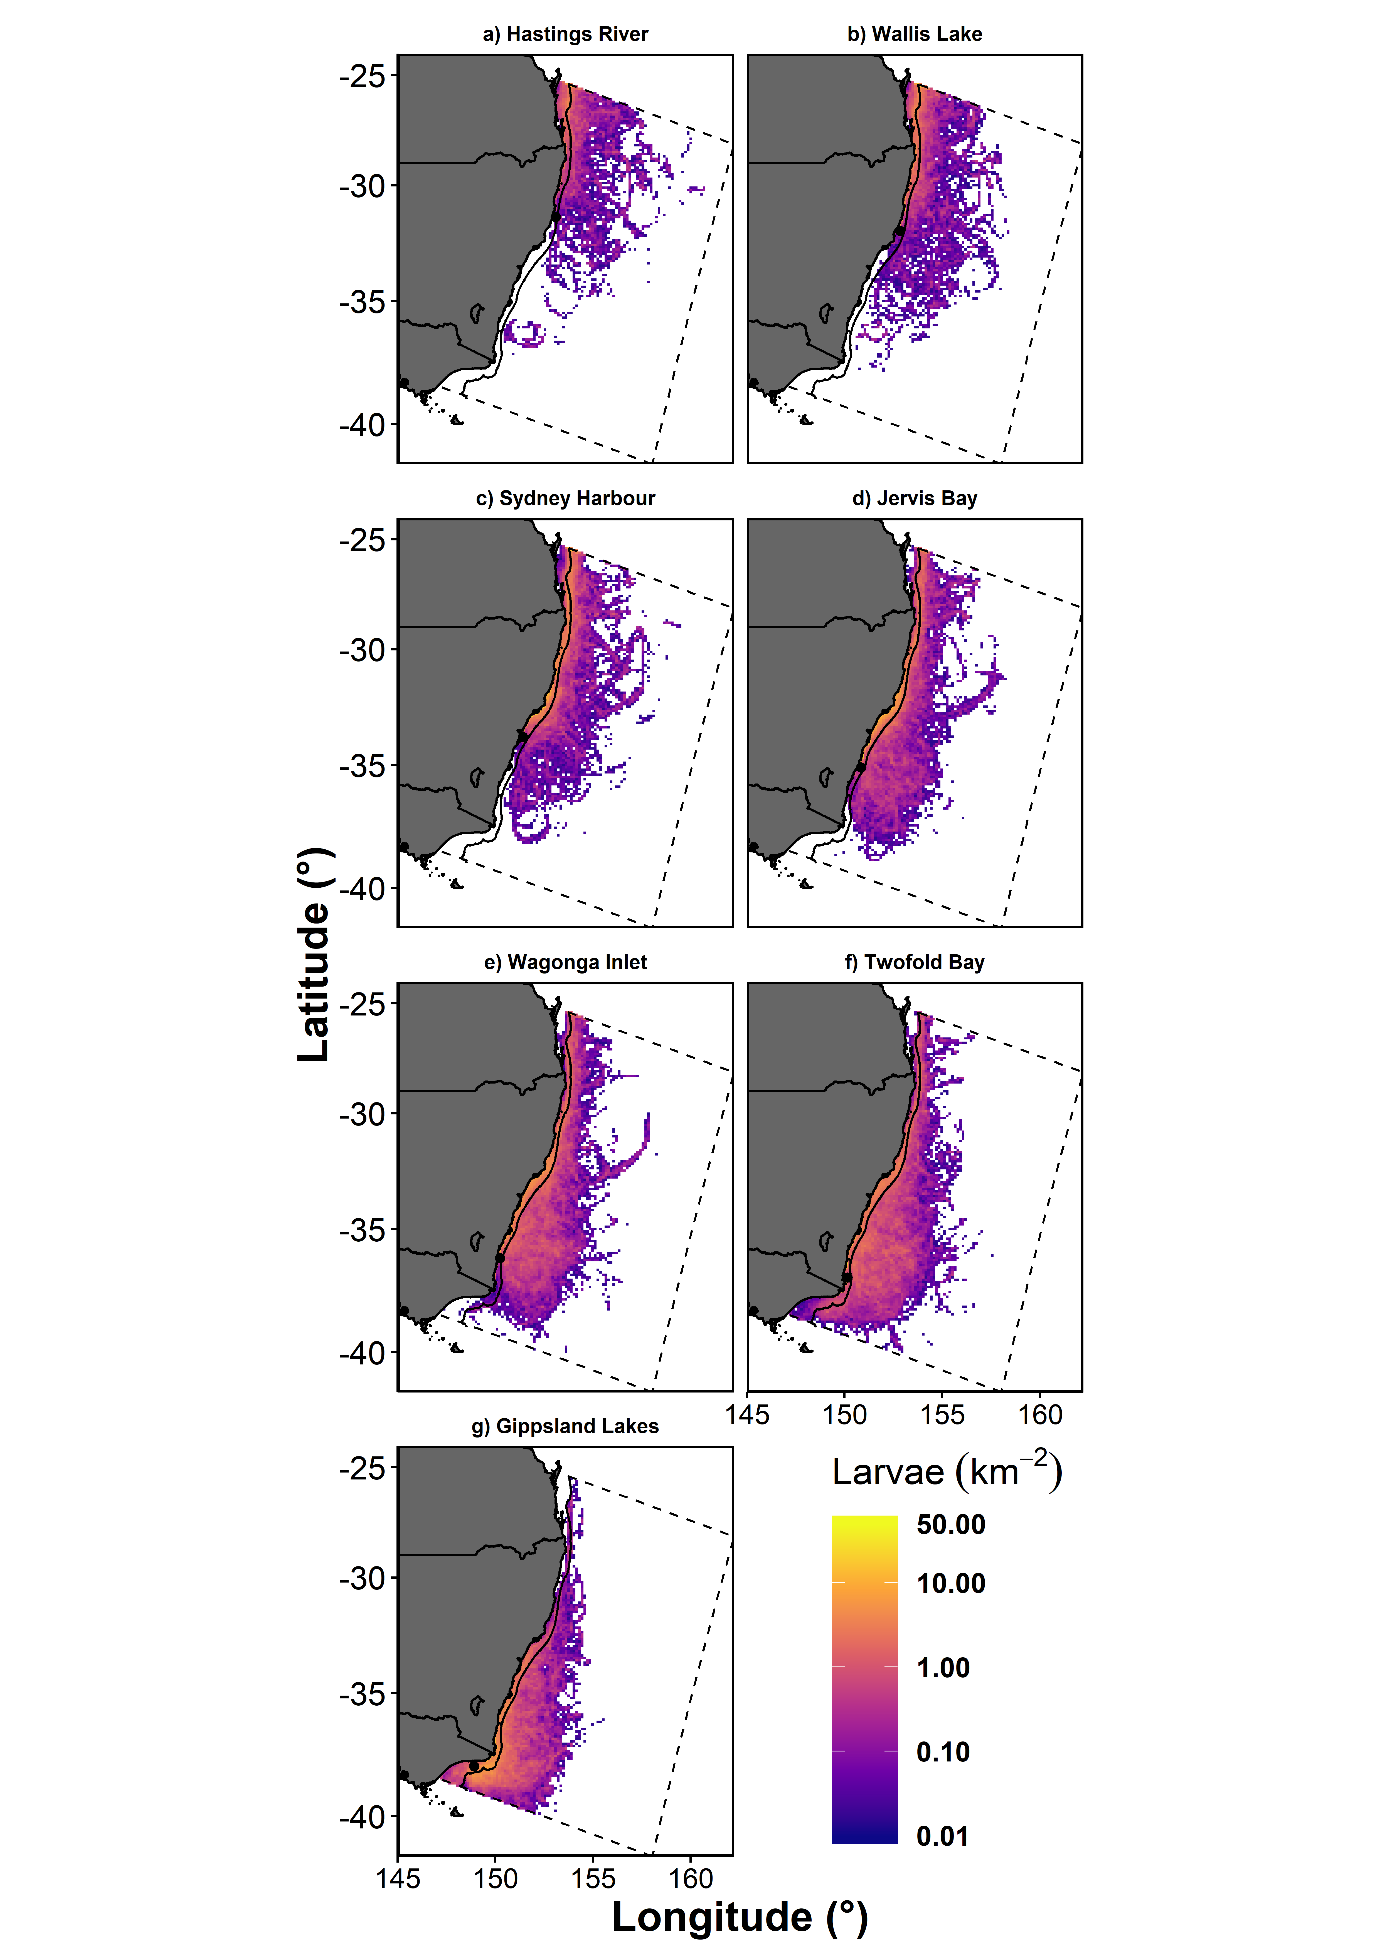 a) Hastings River
b) Wallis Lake
-25
-30
-35
-40
c) Sydney Harbour
d) Jervis Bay
-25
-30
-35
-40
Latitude (°)
e) Wagonga Inlet
f) Twofold Bay
-25
-30
-35
-40
145 150 155 160
g) Gippsland Lakes
-25
-30
-35
-40
145 150 155 160
Larvae (km⁻²)
50.00
10.00
1.00
0.10
0.01
Longitude (°)